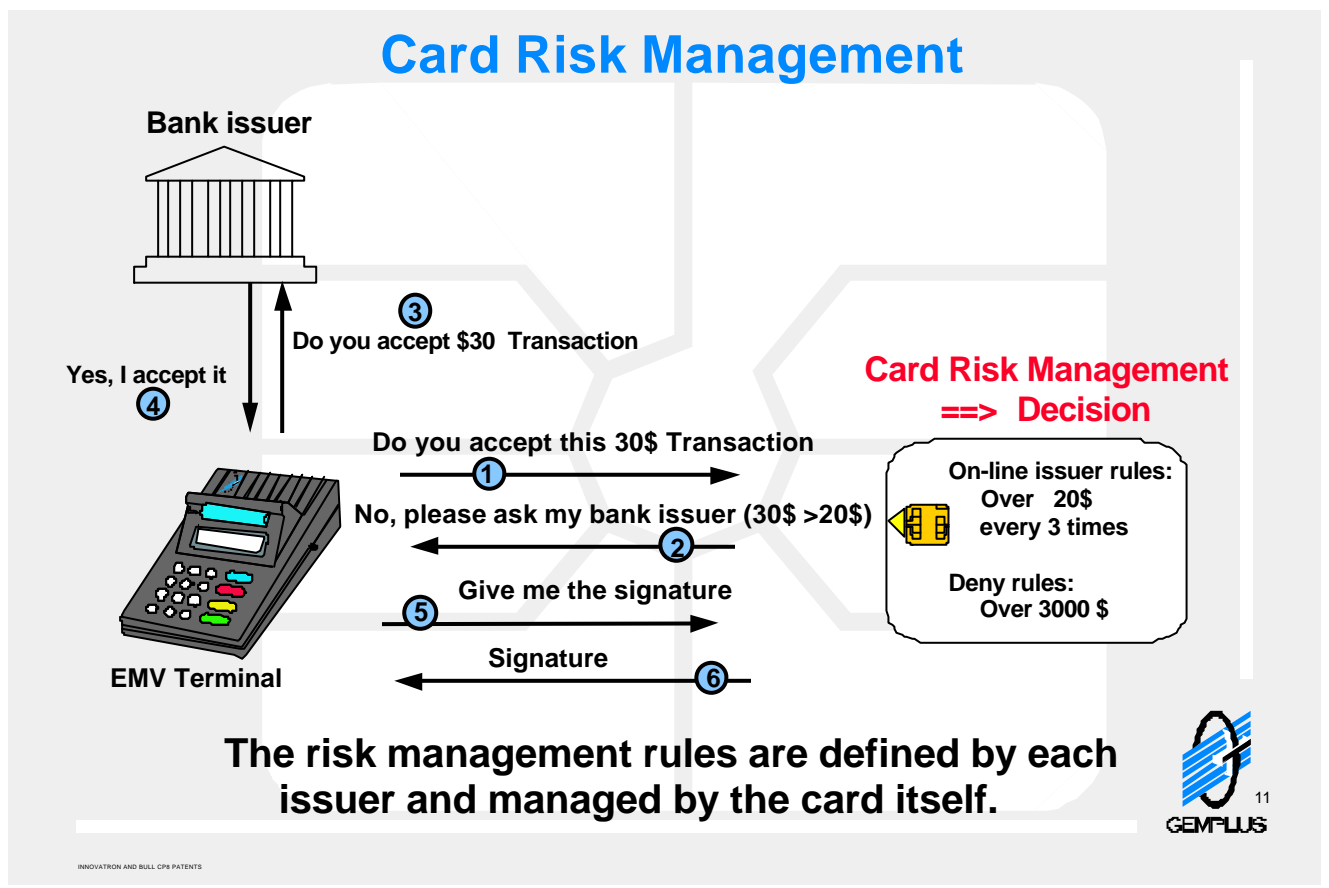 Card Risk Management
Bank issuer
3
Do you accept $30 Transaction
Yes, I accept it
4
Card Risk Management
==> Decision
Do you accept this 30$ Transaction
1
On-line issuer rules:
Over 20$
every 3 times
No, please ask my bank issuer (30$ >20$)
2
Deny rules:
Over 3000 $
Give me the signature
5
Signature
6
EMV Terminal
The risk management rules are defined by each
issuer and managed by the card itself.
11
GEMPLUS
INNOVATRON AND BULL CP8 PATENTS